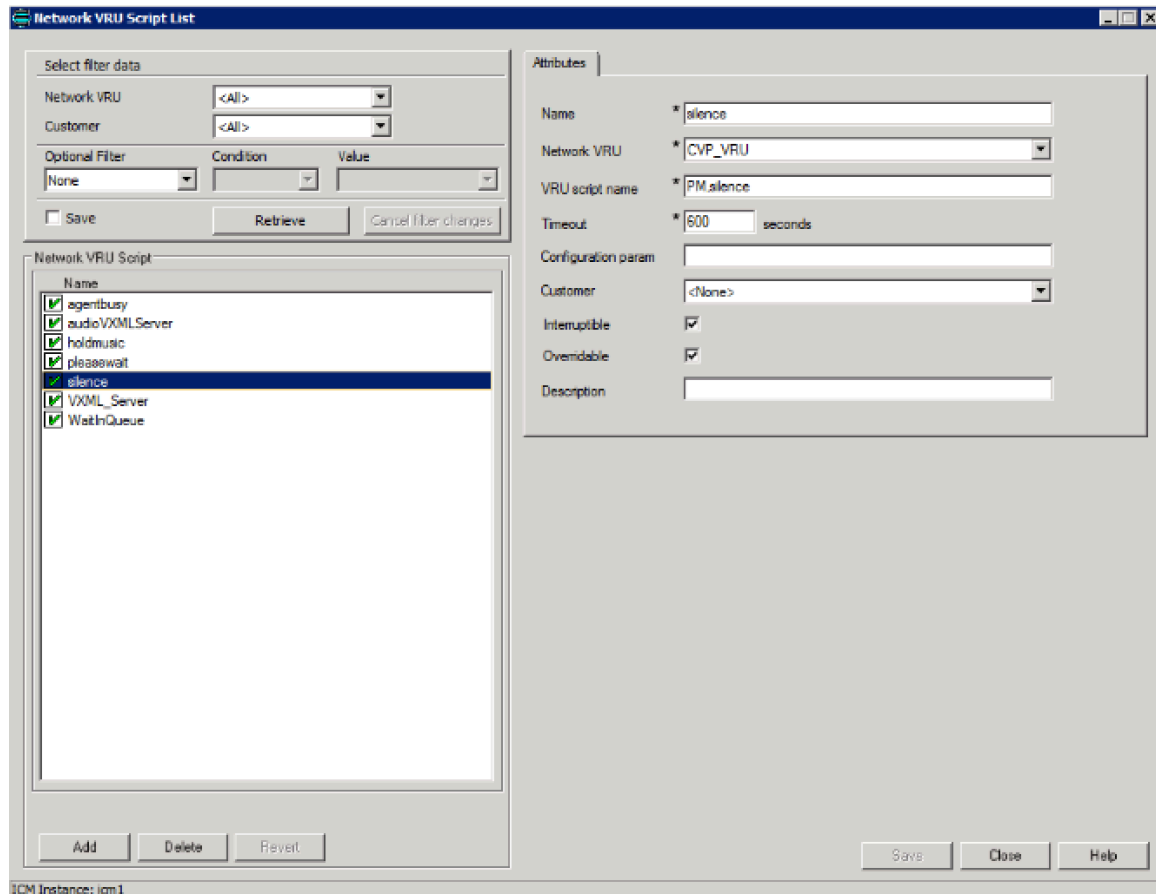 Network VRU Script List
Select filter data
Network VRU <All>
Customer <All>
Optional Filter Condition Value
None
Save Retrieve Cancel filter changes
Network VRU Script
Name
agentbusy
audioVXMLServer
holdmusic
pleasewait
silence
VXML_Server
WaitInQueue
Add Delete Revert
Attributes
Name * silence
Network VRU * CVP_VRU
VRU script name * PM,silence
Timeout * 600 seconds
Configuration param
Customer <None>
Interruptible
Overridable
Description
Save Close Help
ICM Instance: icm1